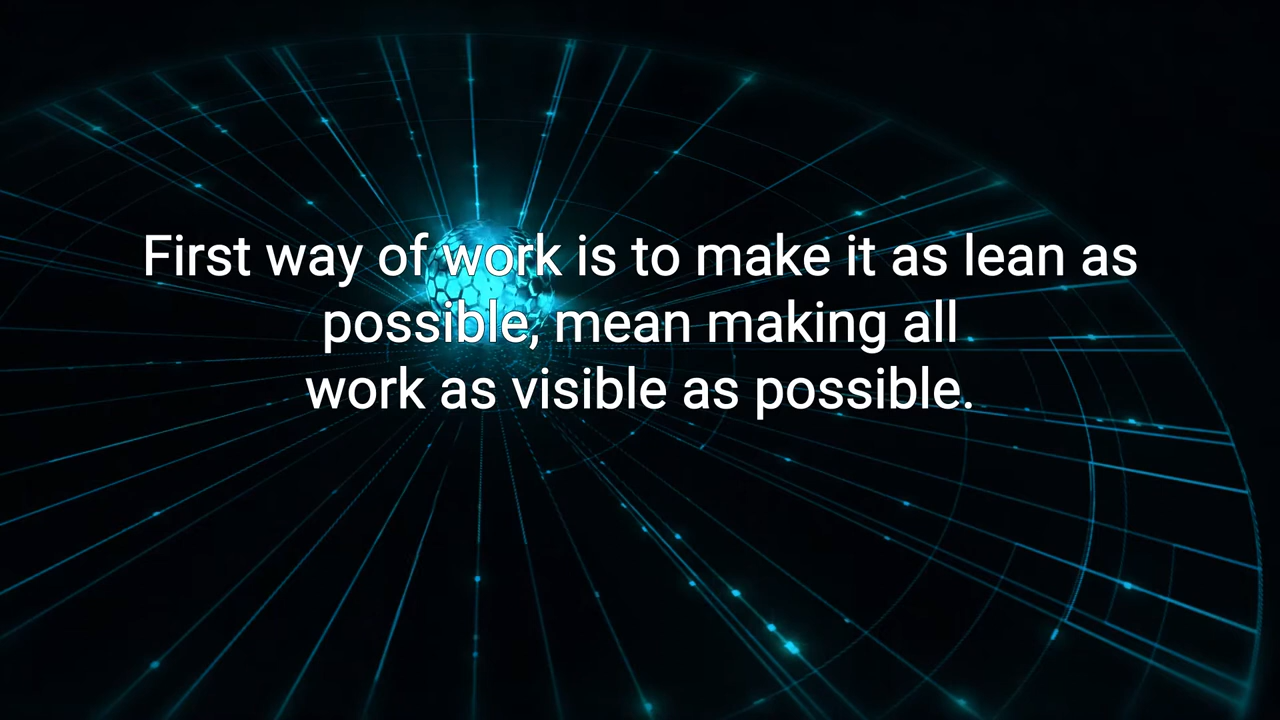 First way of work is to make it as lean as
possible, mean making all
work as visible as possible.